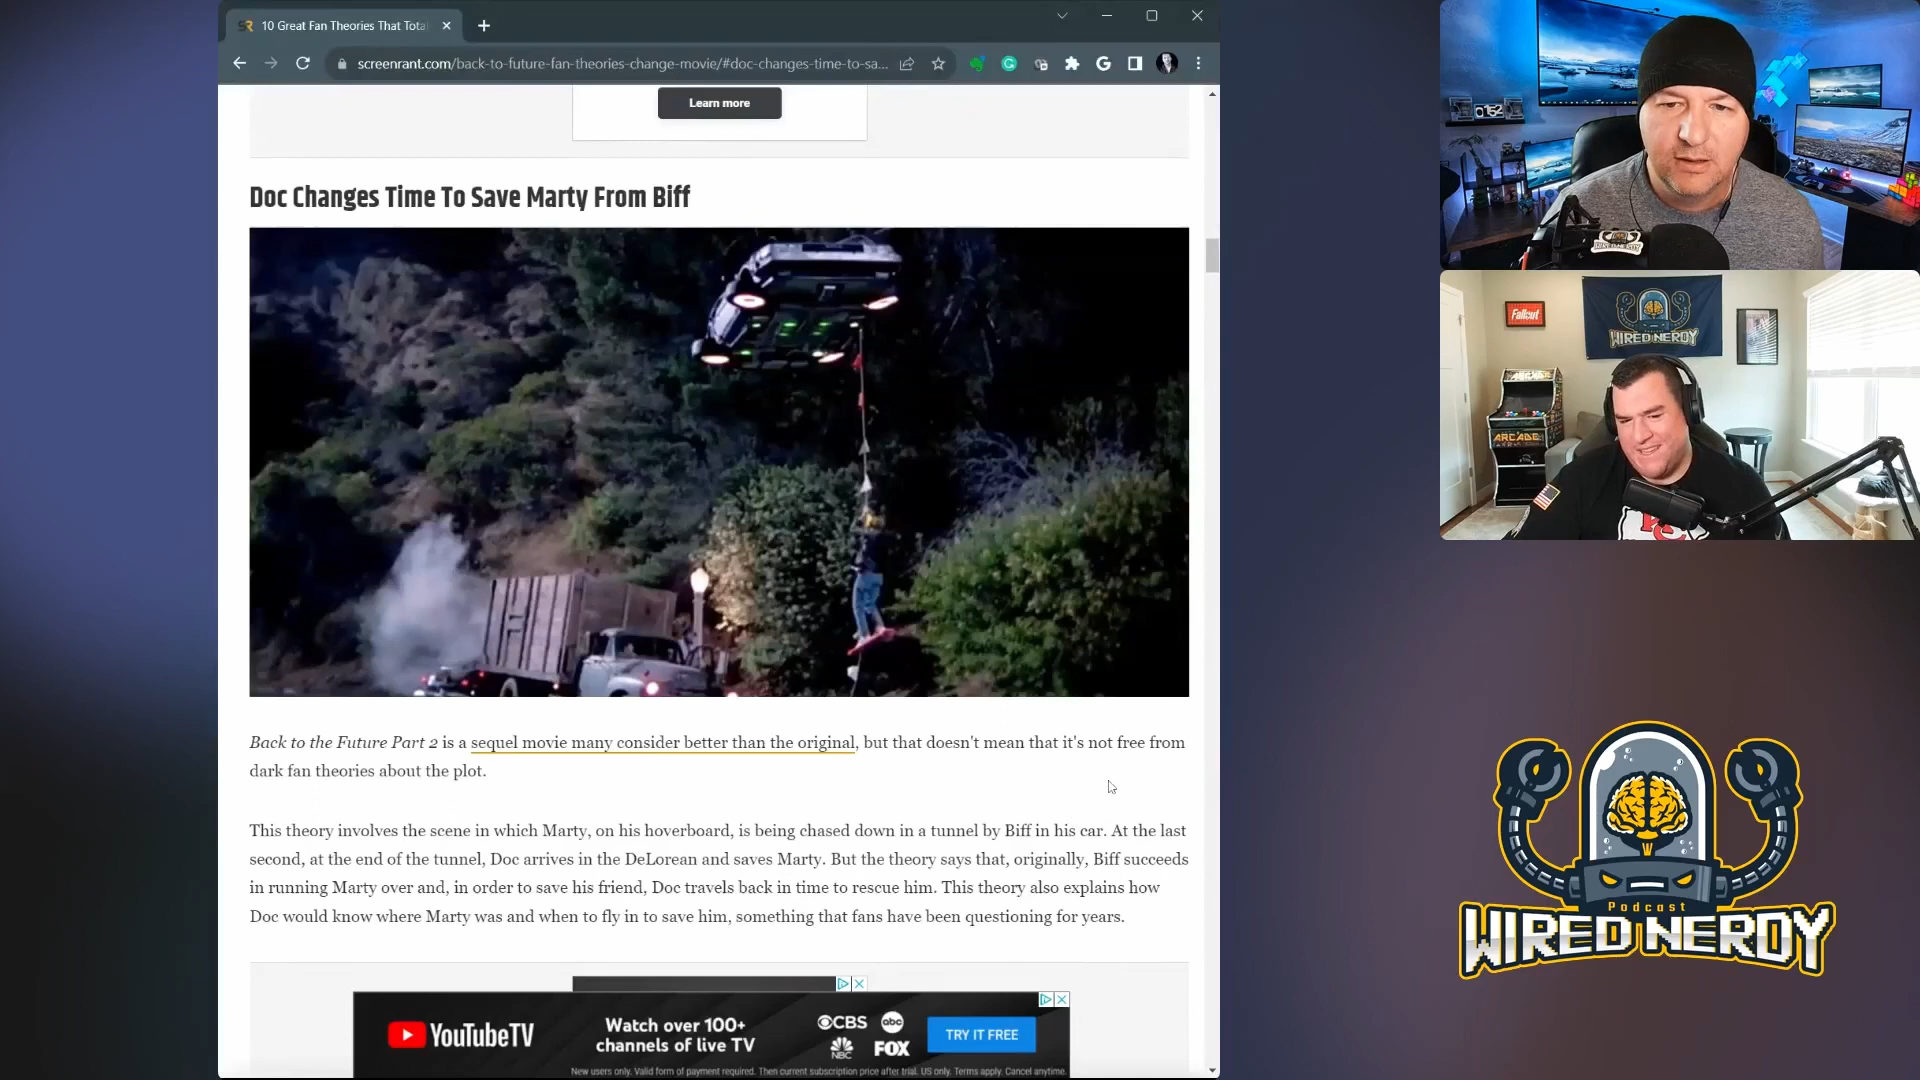 10 Great Fan Theories That Tota
screenrant.com/back-to-future-fan-theories-change-movie/#doc-changes-time-to-sa...
Learn more
Doc Changes Time To Save Marty From Biff
Back to the Future Part 2 is a sequel movie many consider better than the original, but that doesn't mean that it's not free from
dark fan theories about the plot.
This theory involves the scene in which Marty, on his hoverboard, is being chased down in a tunnel by Biff in his car. At the last
second, at the end of the tunnel, Doc arrives in the DeLorean and saves Marty. But the theory says that, originally, Biff succeeds
in running Marty over and, in order to save his friend, Doc travels back in time to rescue him. This theory also explains how
Doc would know where Marty was and when to fly in to save him, something that fans have been questioning for years.
YouTubeTV
Watch over 100+
channels of live TV
CBS
abc
NBC
FOX
TRY IT FREE
New users only. Valid form of payment required. Then current subscription price after trial. US only. Terms apply. Cancel anytime.
Fallout
WIRED NERDY
ARCADE
Podcast
WIRED NERDY